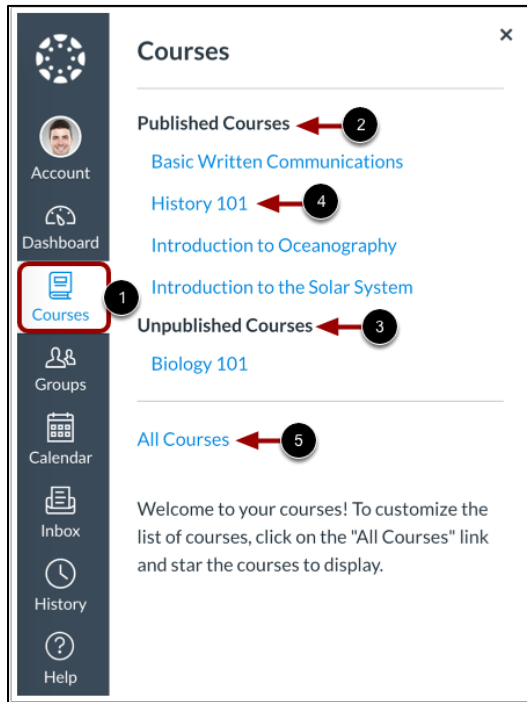 Courses
×
Published Courses
2
Basic Written Communications
Account
History 101
4
Dashboard
Introduction to Oceanography
Introduction to the Solar System
1
Courses
Unpublished Courses
3
Biology 101
Groups
All Courses
5
Calendar
Welcome to your courses! To customize the
list of courses, click on the "All Courses" link
and star the courses to display.
Inbox
History
Help